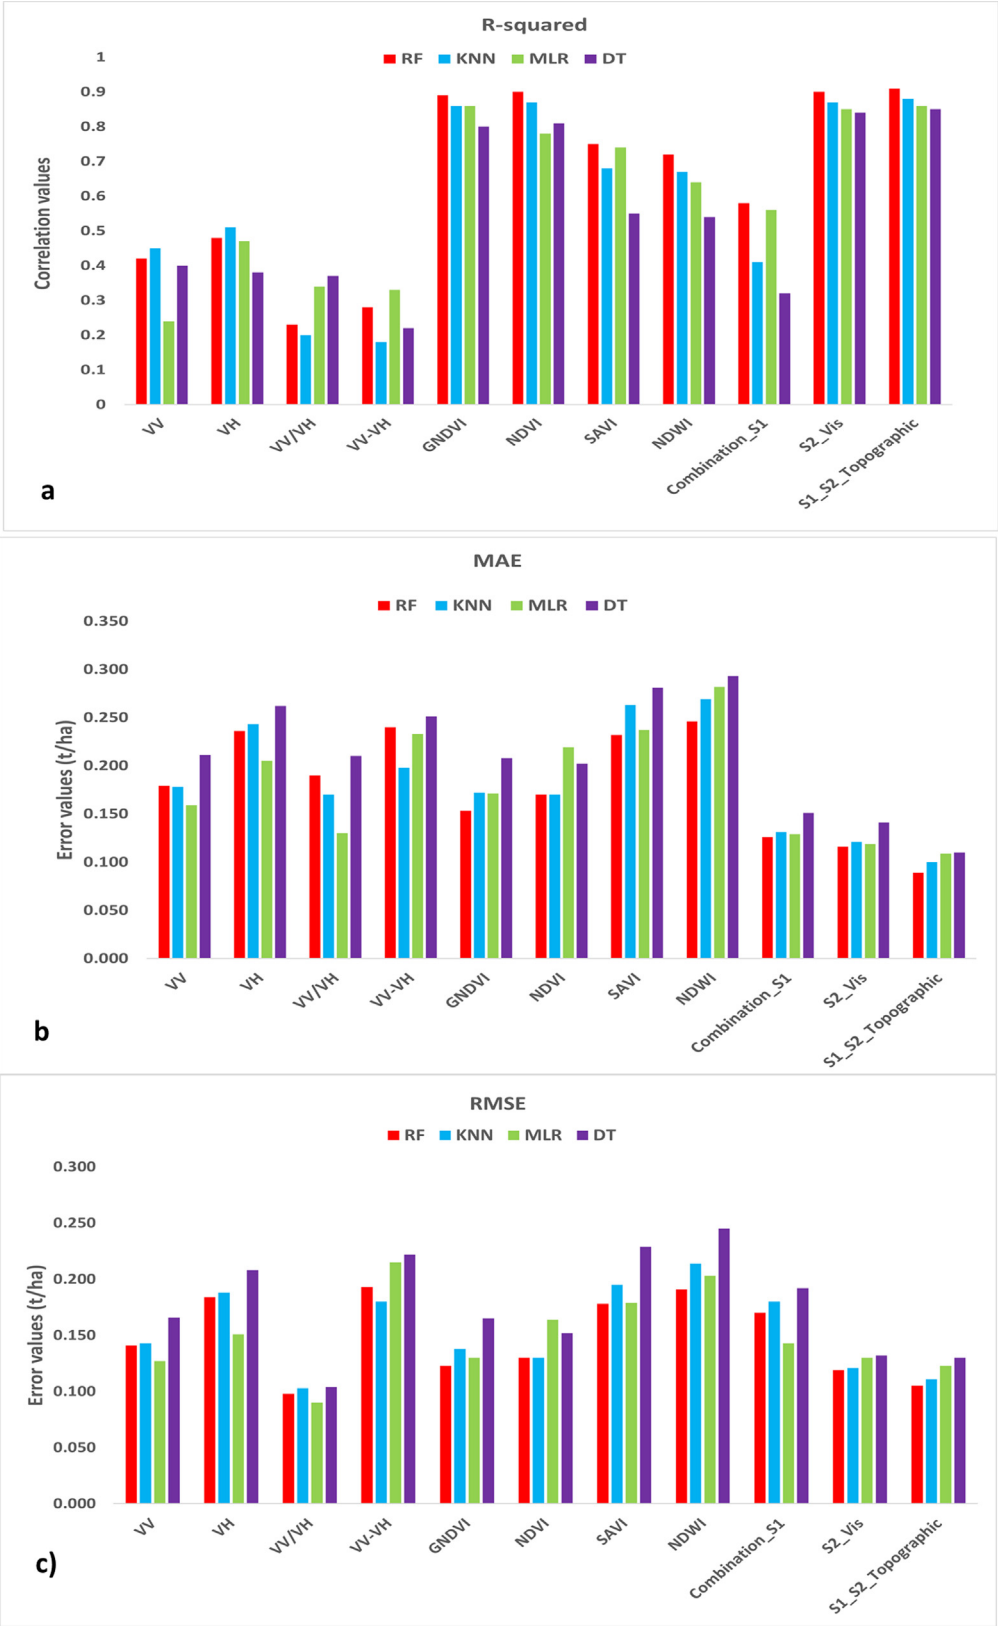 R-squared
RF KNN MLR DT
Correlation values
1
0.9
0.8
0.7
0.6
0.5
0.4
0.3
0.2
0.1
0
VV VH VV/VH VV-VH GNDVI NDVI SAVI NDWI Combination_S1 S2_Vis S1_S2_Topographic
a
MAE
RF KNN MLR DT
Error values (t/ha)
0.350
0.300
0.250
0.200
0.150
0.100
0.050
0.000
VV VH VV/VH VV-VH GNDVI NDVI SAVI NDWI Combination_S1 S2_Vis S1_S2_Topographic
b
RMSE
RF KNN MLR DT
Error values (t/ha)
0.300
0.250
0.200
0.150
0.100
0.050
0.000
VV VH VV/VH VV-VH GNDVI NDVI SAVI NDWI Combination_S1 S2_Vis S1_S2_Topographic
c)